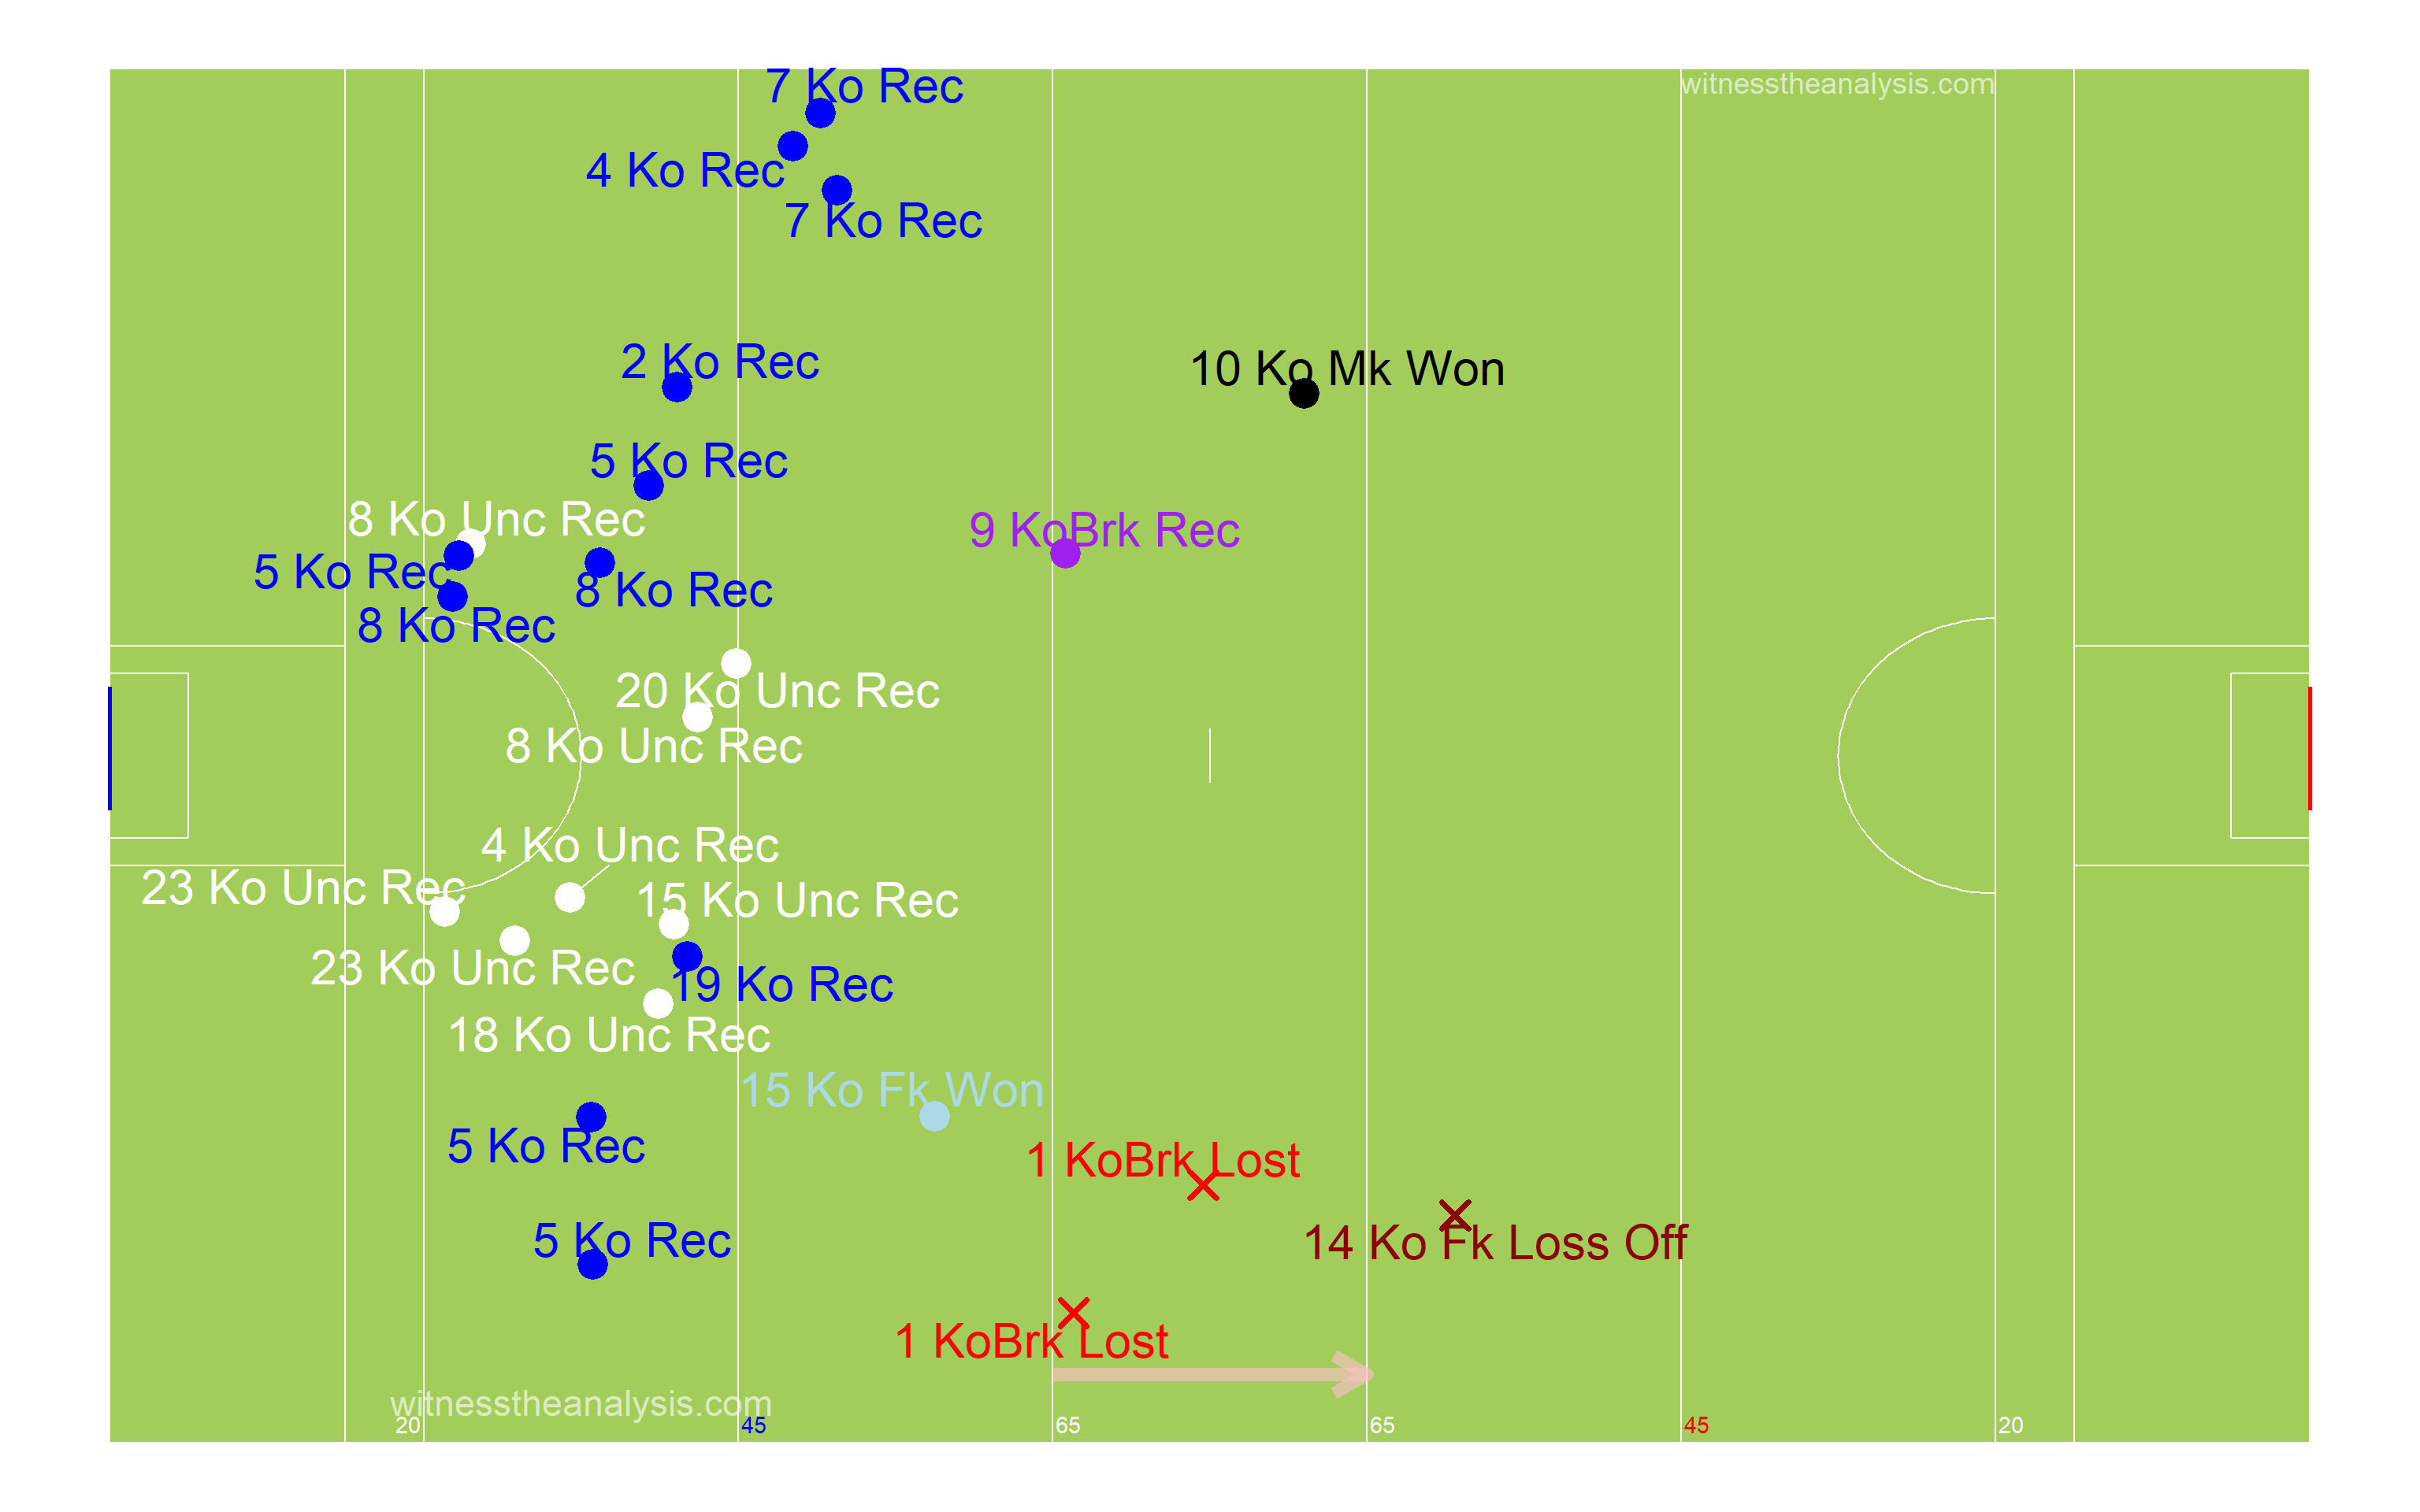 7 Ko Rec
witnesstheanalysis.com
4 Ko Rec
7 Ko Rec
2 Ko Rec
10 Ko Mk Won
5 Ko Rec
8 Ko Unc Rec
9 KoBrk Rec
5 Ko Rec
8 Ko Rec
8 Ko Rec
20 Ko Unc Rec
8 Ko Unc Rec
4 Ko Unc Rec
23 Ko Unc Rec
15 Ko Unc Rec
23 Ko Unc Rec
19 Ko Rec
18 Ko Unc Rec
15 Ko Fk Won
5 Ko Rec
1 KoBrk Lost
5 Ko Rec
14 Ko Fk Loss Off
1 KoBrk Lost
witnesstheanalysis.com
20 45 65 65 45 20